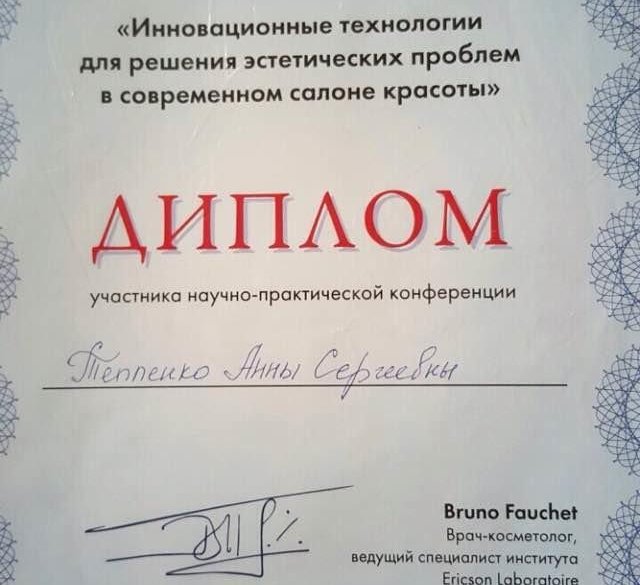 «Инновационные технологии
для решения эстетических проблем
в современном салоне красоты»
ДИПЛОМ
участника научно-практической конференции
Теппенко Анны Сергеевны
Bruno Fauchet
Врач-косметолог,
ведущий специалист института
Ericson Laboratoire